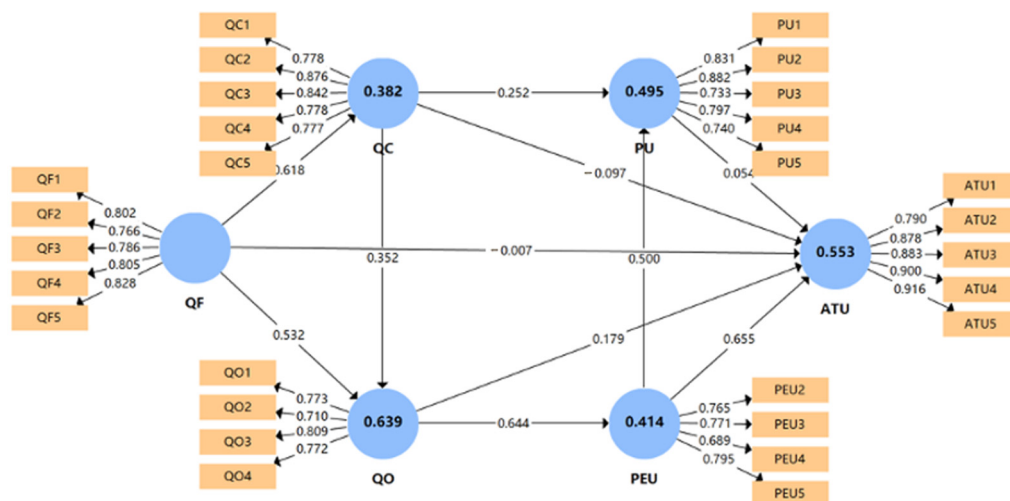 QC1
QC2
QC3
QC4
QC5
0.778
0.876
0.842
0.778
0.777
0.382
QC
0.252
0.495
PU
0.831
0.882
0.733
0.797
0.740
PU1
PU2
PU3
PU4
PU5
0.618
−0.097
0.054
QF1
QF2
QF3
QF4
QF5
0.802
0.766
0.786
0.805
0.828
QF
−0.007
0.352
0.500
0.553
ATU
0.790
0.878
0.883
0.900
0.916
ATU1
ATU2
ATU3
ATU4
ATU5
0.532
0.179
0.655
QO1
QO2
QO3
QO4
0.773
0.710
0.809
0.772
0.639
QO
0.644
0.414
PEU
0.765
0.771
0.689
0.795
PEU2
PEU3
PEU4
PEU5